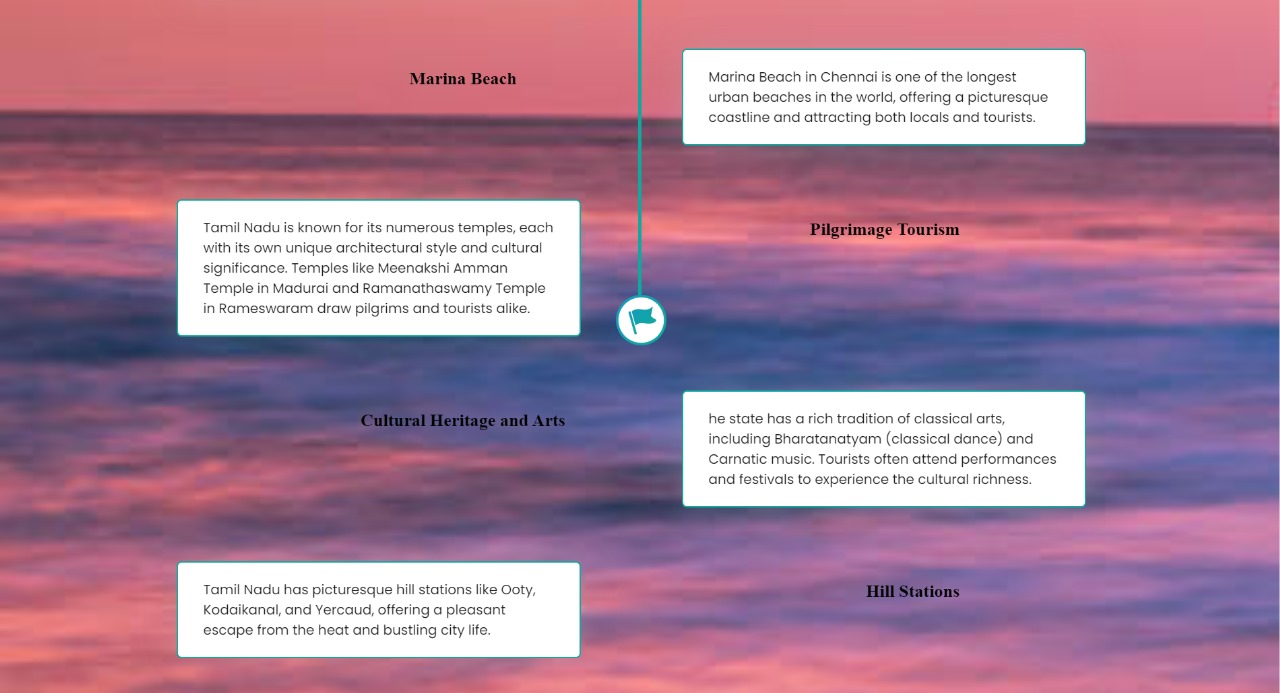 Marina Beach
Marina Beach in Chennai is one of the longest
urban beaches in the world, offering a picturesque
coastline and attracting both locals and tourists.
Tamil Nadu is known for its numerous temples, each
with its own unique architectural style and cultural
significance. Temples like Meenakshi Amman
Temple in Madurai and Ramanathaswamy Temple
in Rameswaram draw pilgrims and tourists alike.
Pilgrimage Tourism
Cultural Heritage and Arts
he state has a rich tradition of classical arts,
including Bharatanatyam (classical dance) and
Carnatic music. Tourists often attend performances
and festivals to experience the cultural richness.
Tamil Nadu has picturesque hill stations like Ooty,
Kodaikanal, and Yercaud, offering a pleasant
escape from the heat and bustling city life.
Hill Stations